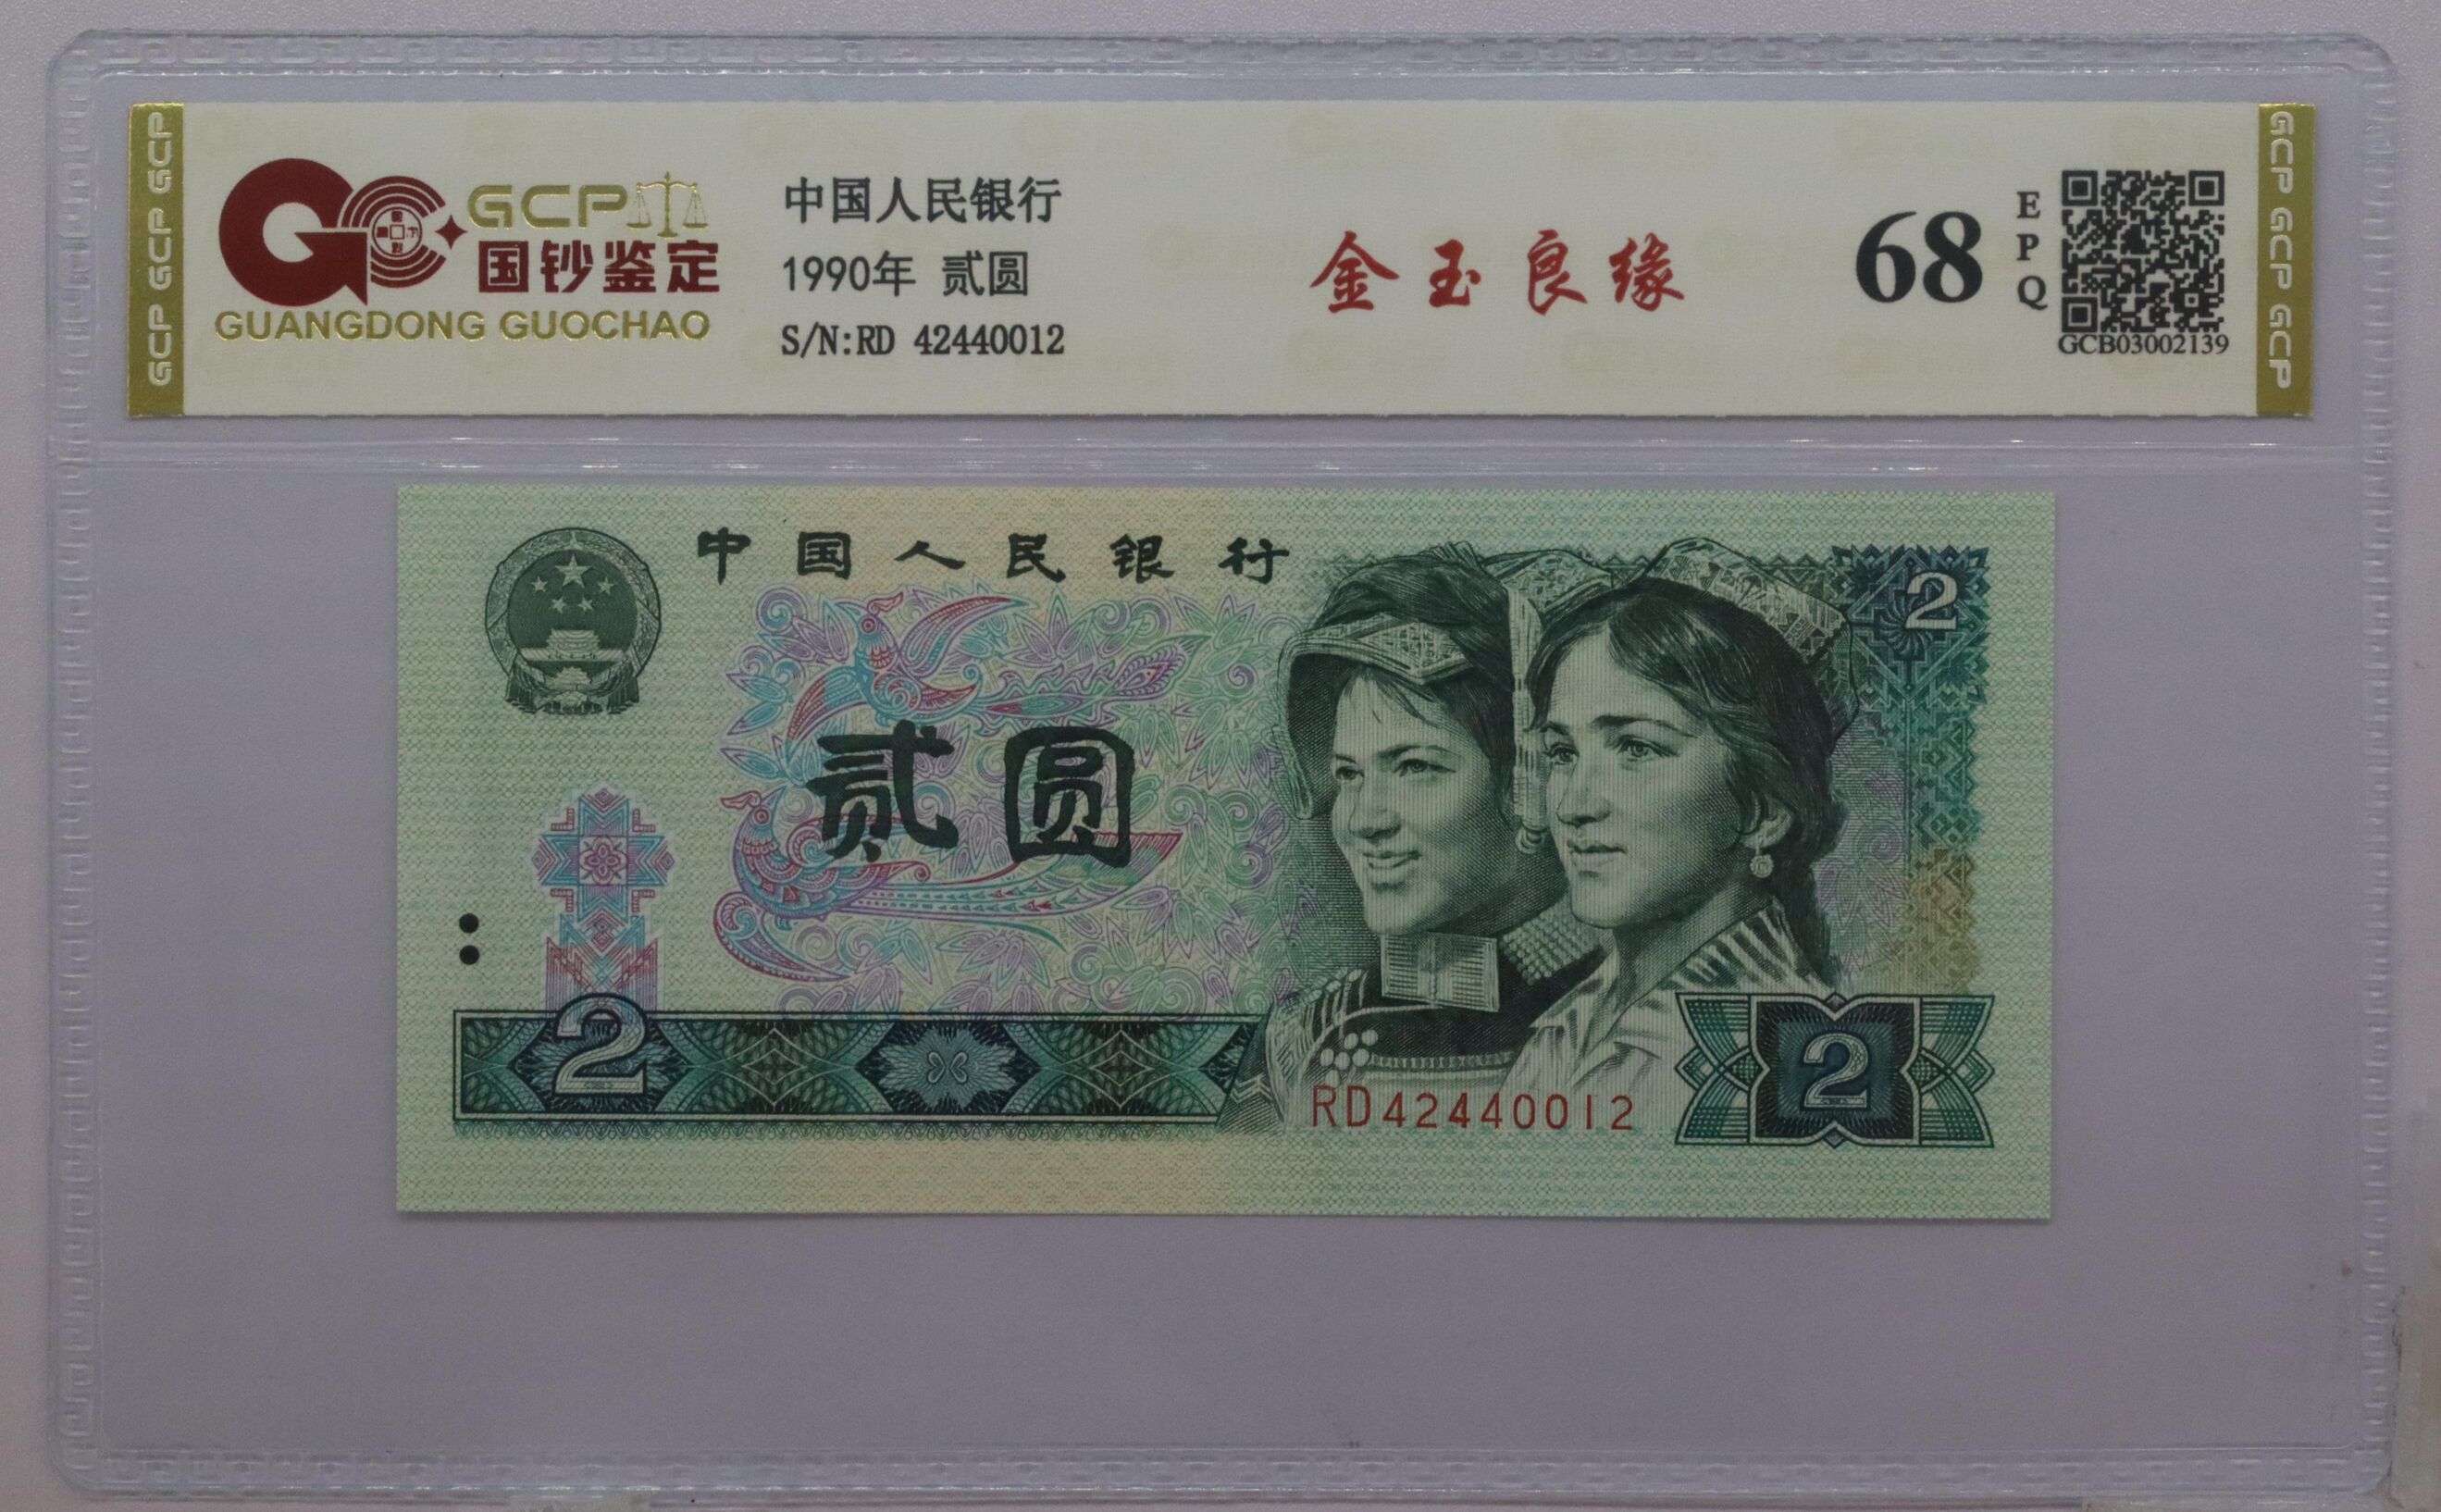 GCP GCP GCP
GCP
国钞鉴定
GUANGDONG GUOCHAO
中国人民银行
1990年 贰圆
S/N:RD 42440012
金玉良缘
68
EPQ
GCB03002139
GCP GCP GCP
中国人民银行
2
贰圆
2
RD42440012
2